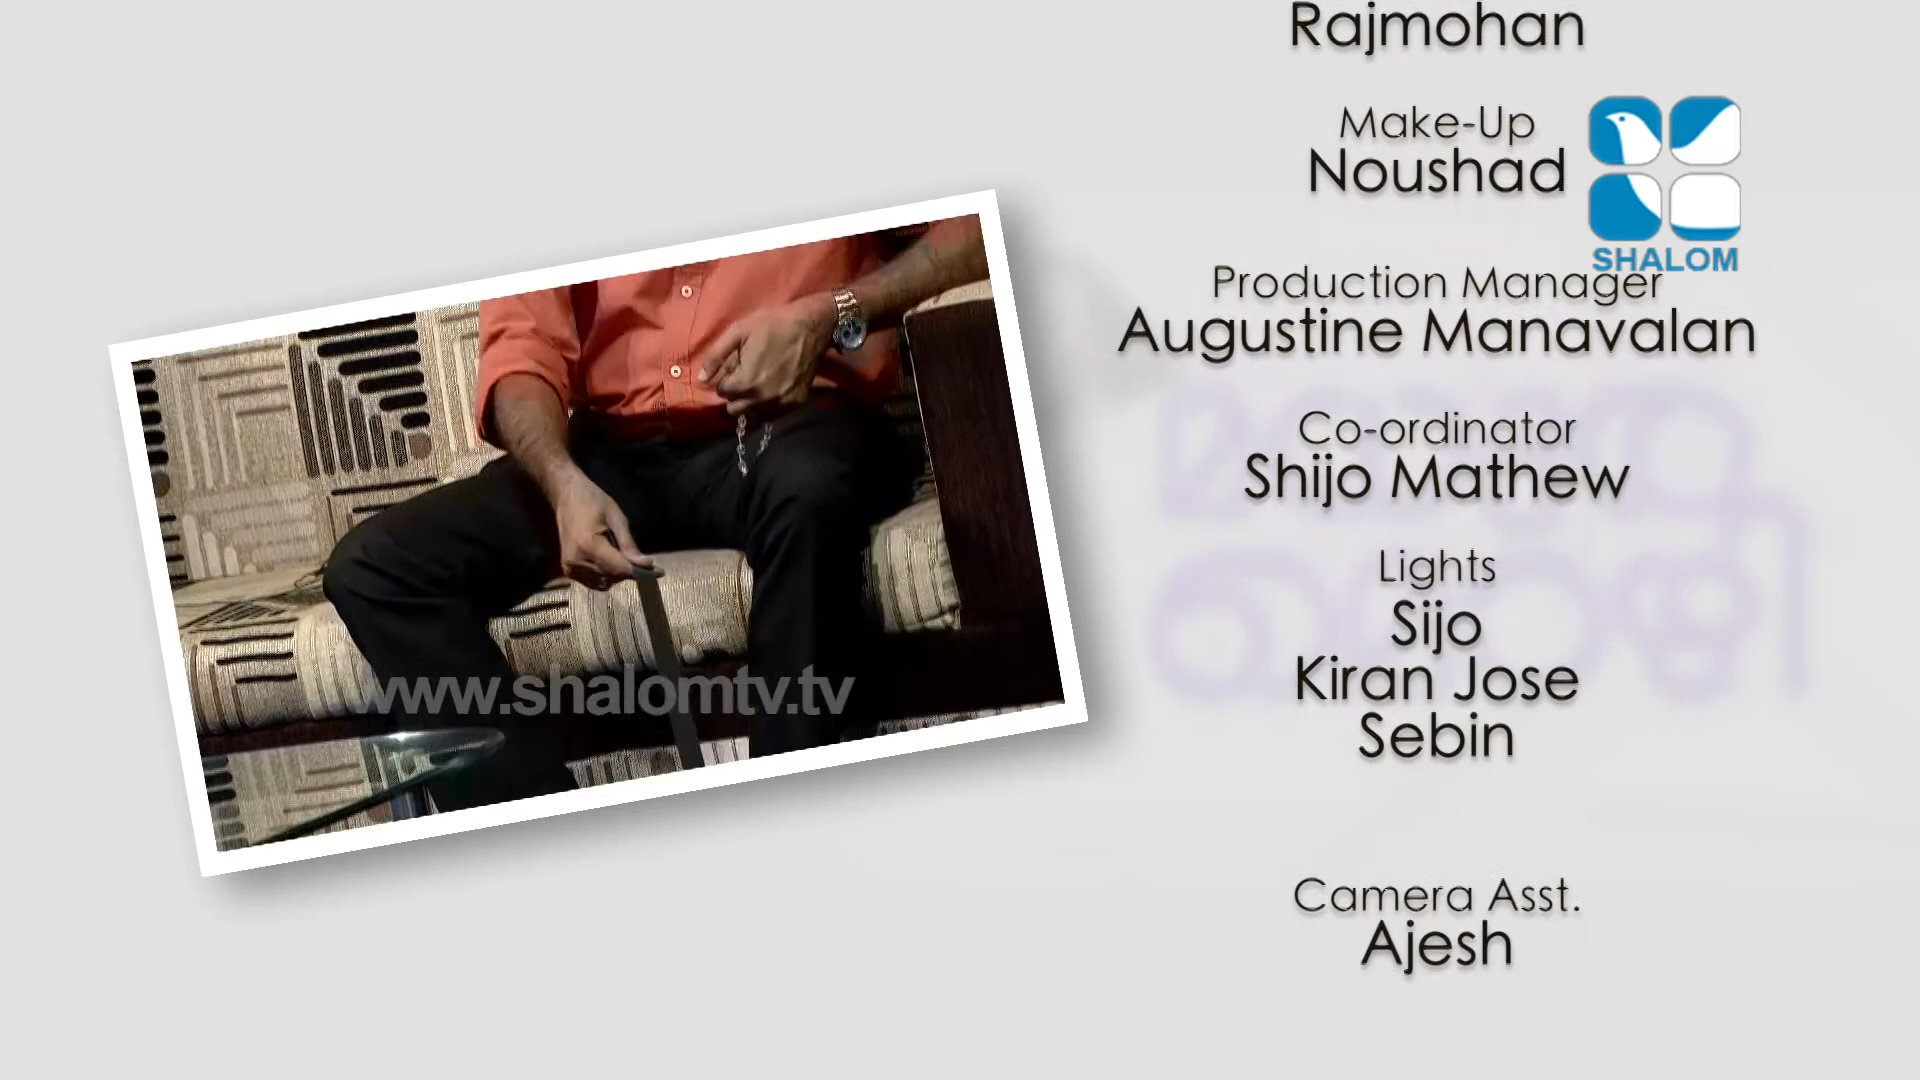 Rajmohan
Make-Up
Noushad
SHALOM
Production Manager
Augustine Manavalan
Co-ordinator
Shijo Mathew
Lights
Sijo
Kiran Jose
Sebin
Camera Asst.
Ajesh
www.shalomtv.tv